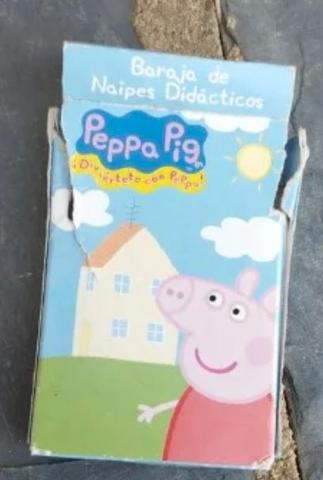 Baraja de
Naipes Didácticos
Peppa Pig
¡Diviértete con Peppa!